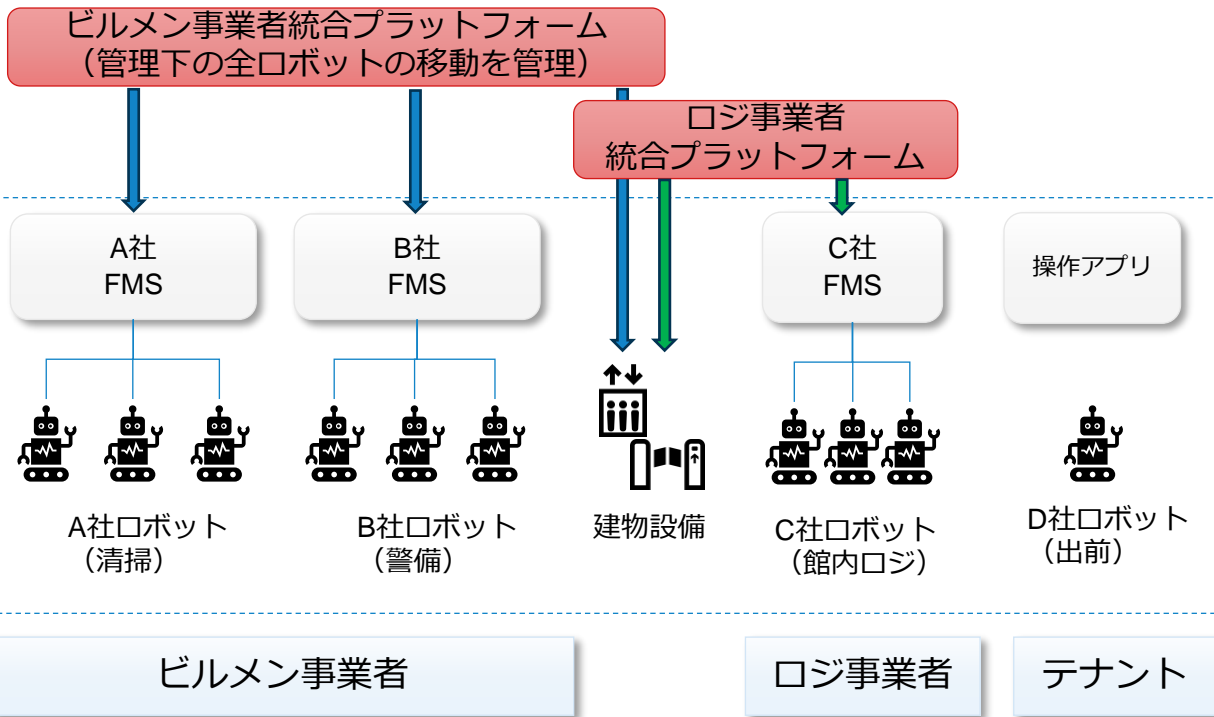 ビルメン事業者統合プラットフォーム
（管理下の全ロボットの移動を管理）
ロジ事業者
統合プラットフォーム
A社
FMS
B社
FMS
C社
FMS
操作アプリ
A社ロボット
（清掃）
B社ロボット
（警備）
建物設備
C社ロボット
（館内ロジ）
D社ロボット
（出前）
ビルメン事業者
ロジ事業者
テナント